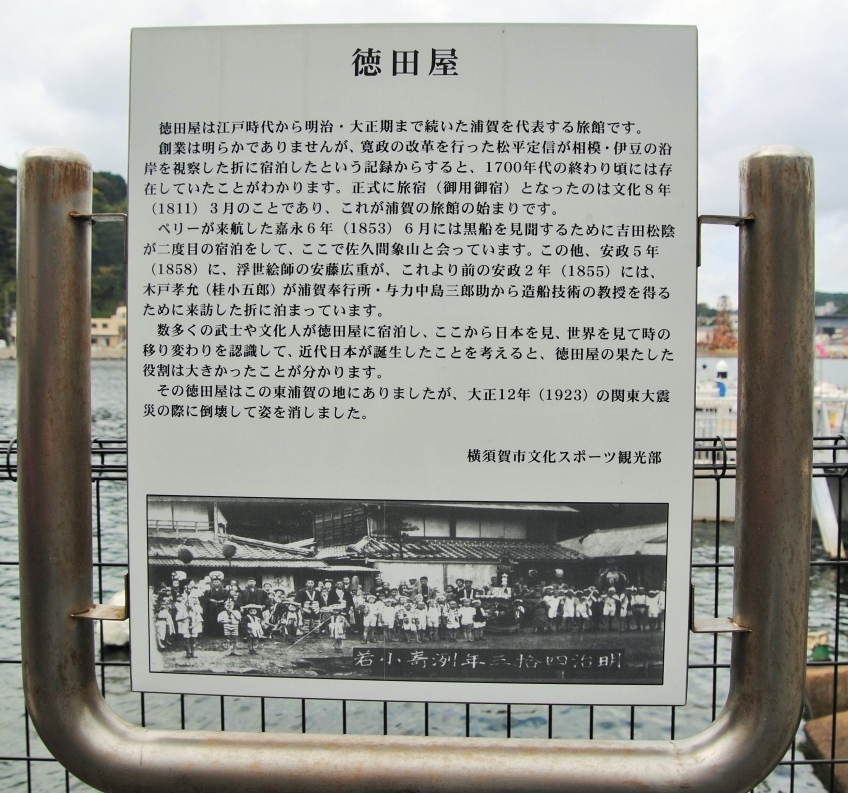 徳田屋
徳田屋は江戸時代から明治・大正期まで続いた浦賀を代表する旅館です。
創業は明らかでありませんが、寛政の改革を行った松平定信が相模・伊豆の沿
岸を視察した折に宿泊したという記録からすると、1700年代の終わり頃には存
在していたことがわかります。正式に旅宿（御用御宿）となったのは文化８年
（1811）３月のことであり、これが浦賀の旅館の始まりです。
ペリーが来航した嘉永６年（1853）６月には黒船を見聞するために吉田松陰
が二度目の宿泊をして、ここで佐久間象山と会っています。この他、安政５年
（1858）に、浮世絵師の安藤広重が、これより前の安政２年（1855）には、
木戸孝允（桂小五郎）が浦賀奉行所・与力中島三郎助から造船技術の教授を得る
ために来訪した折に泊まっています。
数多くの武士や文化人が徳田屋に宿泊し、ここから日本を見、世界を見て時の
移り変わりを認識して、近代日本が誕生したことを考えると、徳田屋の果たした
役割は大きかったことが分かります。
その徳田屋はこの東浦賀の地にありましたが、大正12年（1923）の関東大震
災の際に倒壊して姿を消しました。
横須賀市文化スポーツ観光部
若小寿洌年三拾四治明